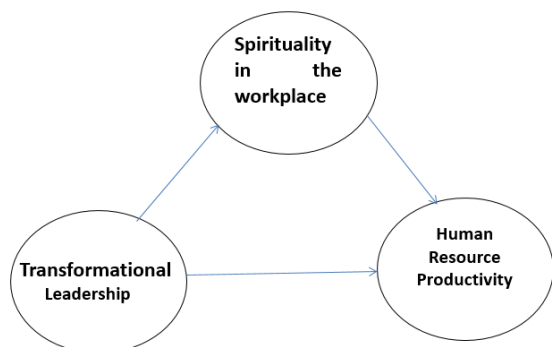 Spirituality
in the
workplace
Transformational
Leadership
Human
Resource
Productivity